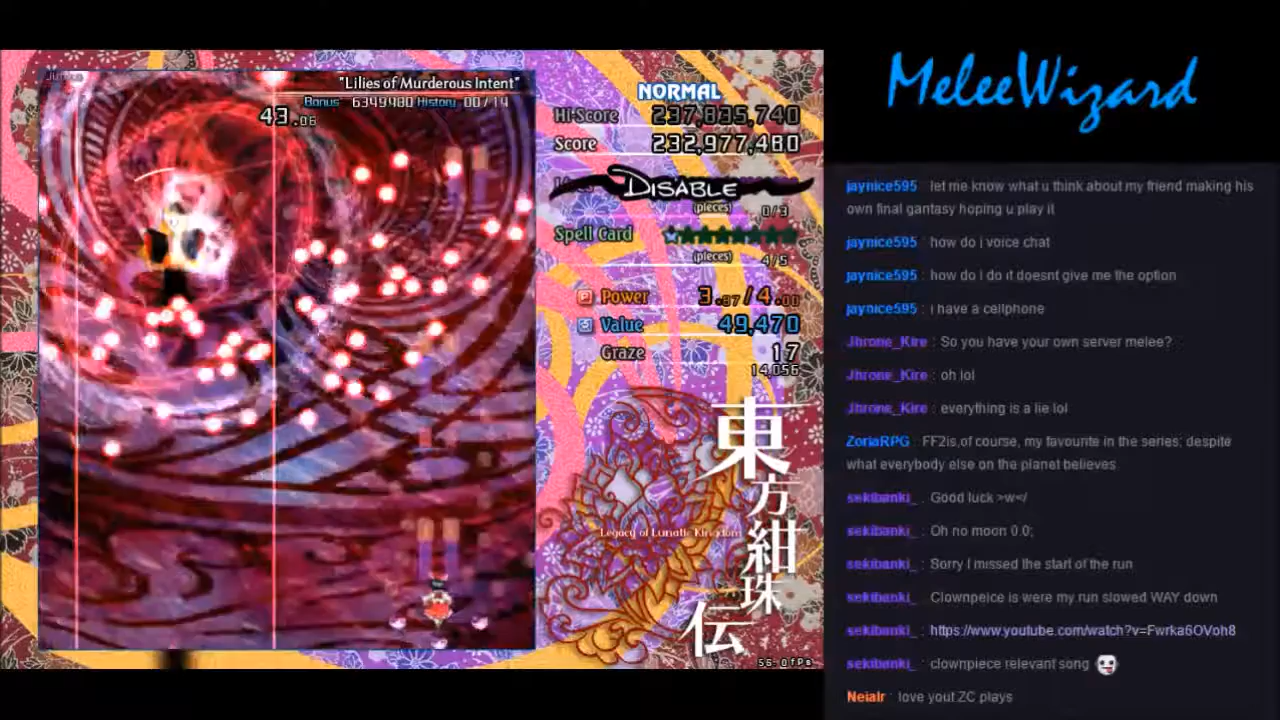 MeleeWizard
Junko
"Lilies of Murderous Intent"
Bonus 6349480 History 00/14
43.06
NORMAL
Hi-Score 237,835,740
Score 232,977,480
DISABLE
(pieces) 0/3
Spell Card
(pieces) 4/5
P Power 3.87/4.00
Value 49,470
Graze 17
14,056
東方紺珠伝
Legacy of Lunatic Kingdom
56.0fps
jaynice595 : let me know what u think about my friend making his
own final gantasy hoping u play it
jaynice595 : how do i voice chat
jaynice595 : how do i do it doesnt give me the option
jaynice595 : i have a cellphone
Jhrone_Kire : So you have your own server melee?
Jhrone_Kire : oh lol
Jhrone_Kire : everything is a lie lol
ZoriaRPG : FF2is,of course, my favourite in the series; despite
what everybody else on the planet believes
sekibanki_ : Good luck >w</
sekibanki_ : Oh no moon 0.0;
sekibanki_ : Sorry I missed the start of the run
sekibanki_ : Clownpeice is were my run slowed WAY down
sekibanki_ : https://www.youtube.com/watch?v=Fwrka6OVoh8
sekibanki_ : clownpiece relevant song
Neialr : love yout ZC plays